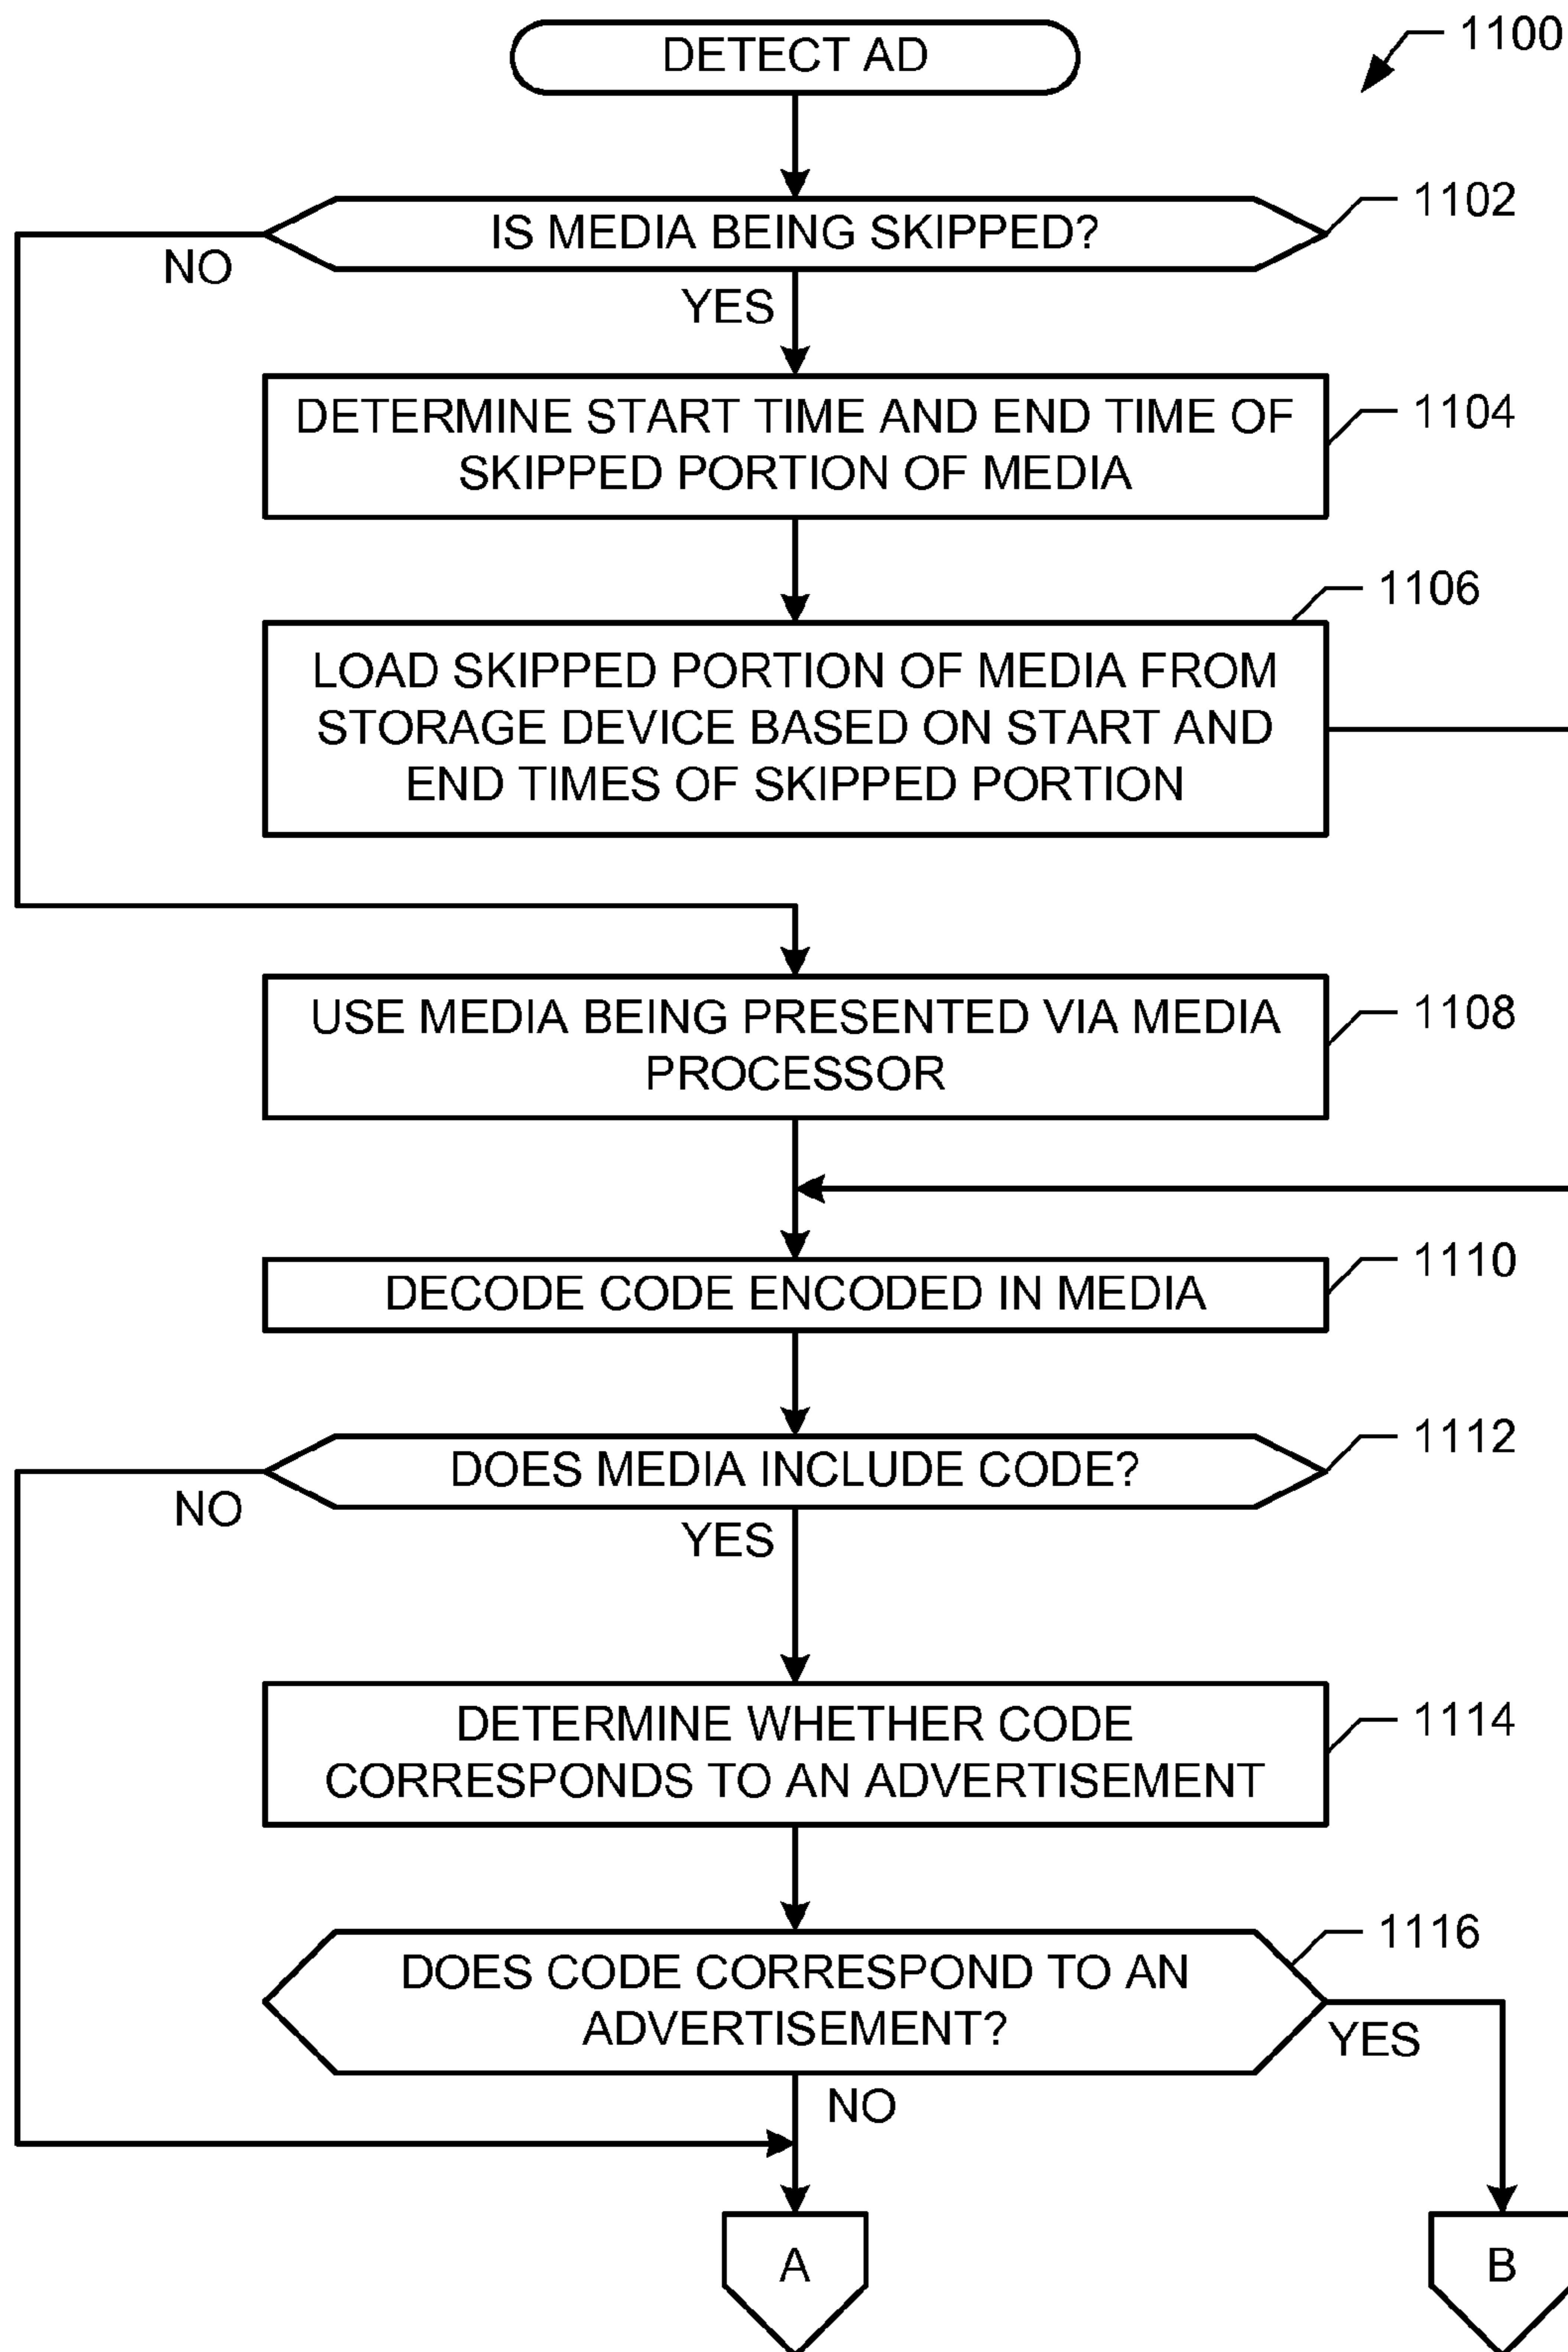 DETECT AD
1100
IS MEDIA BEING SKIPPED?
1102
NO
YES
DETERMINE START TIME AND END TIME OF
SKIPPED PORTION OF MEDIA
1104
1106
LOAD SKIPPED PORTION OF MEDIA FROM
STORAGE DEVICE BASED ON START AND
END TIMES OF SKIPPED PORTION
USE MEDIA BEING PRESENTED VIA MEDIA
PROCESSOR
1108
DECODE CODE ENCODED IN MEDIA
1110
DOES MEDIA INCLUDE CODE?
1112
NO
YES
DETERMINE WHETHER CODE
CORRESPONDS TO AN ADVERTISEMENT
1114
1116
DOES CODE CORRESPOND TO AN
ADVERTISEMENT?
YES
NO
A
B